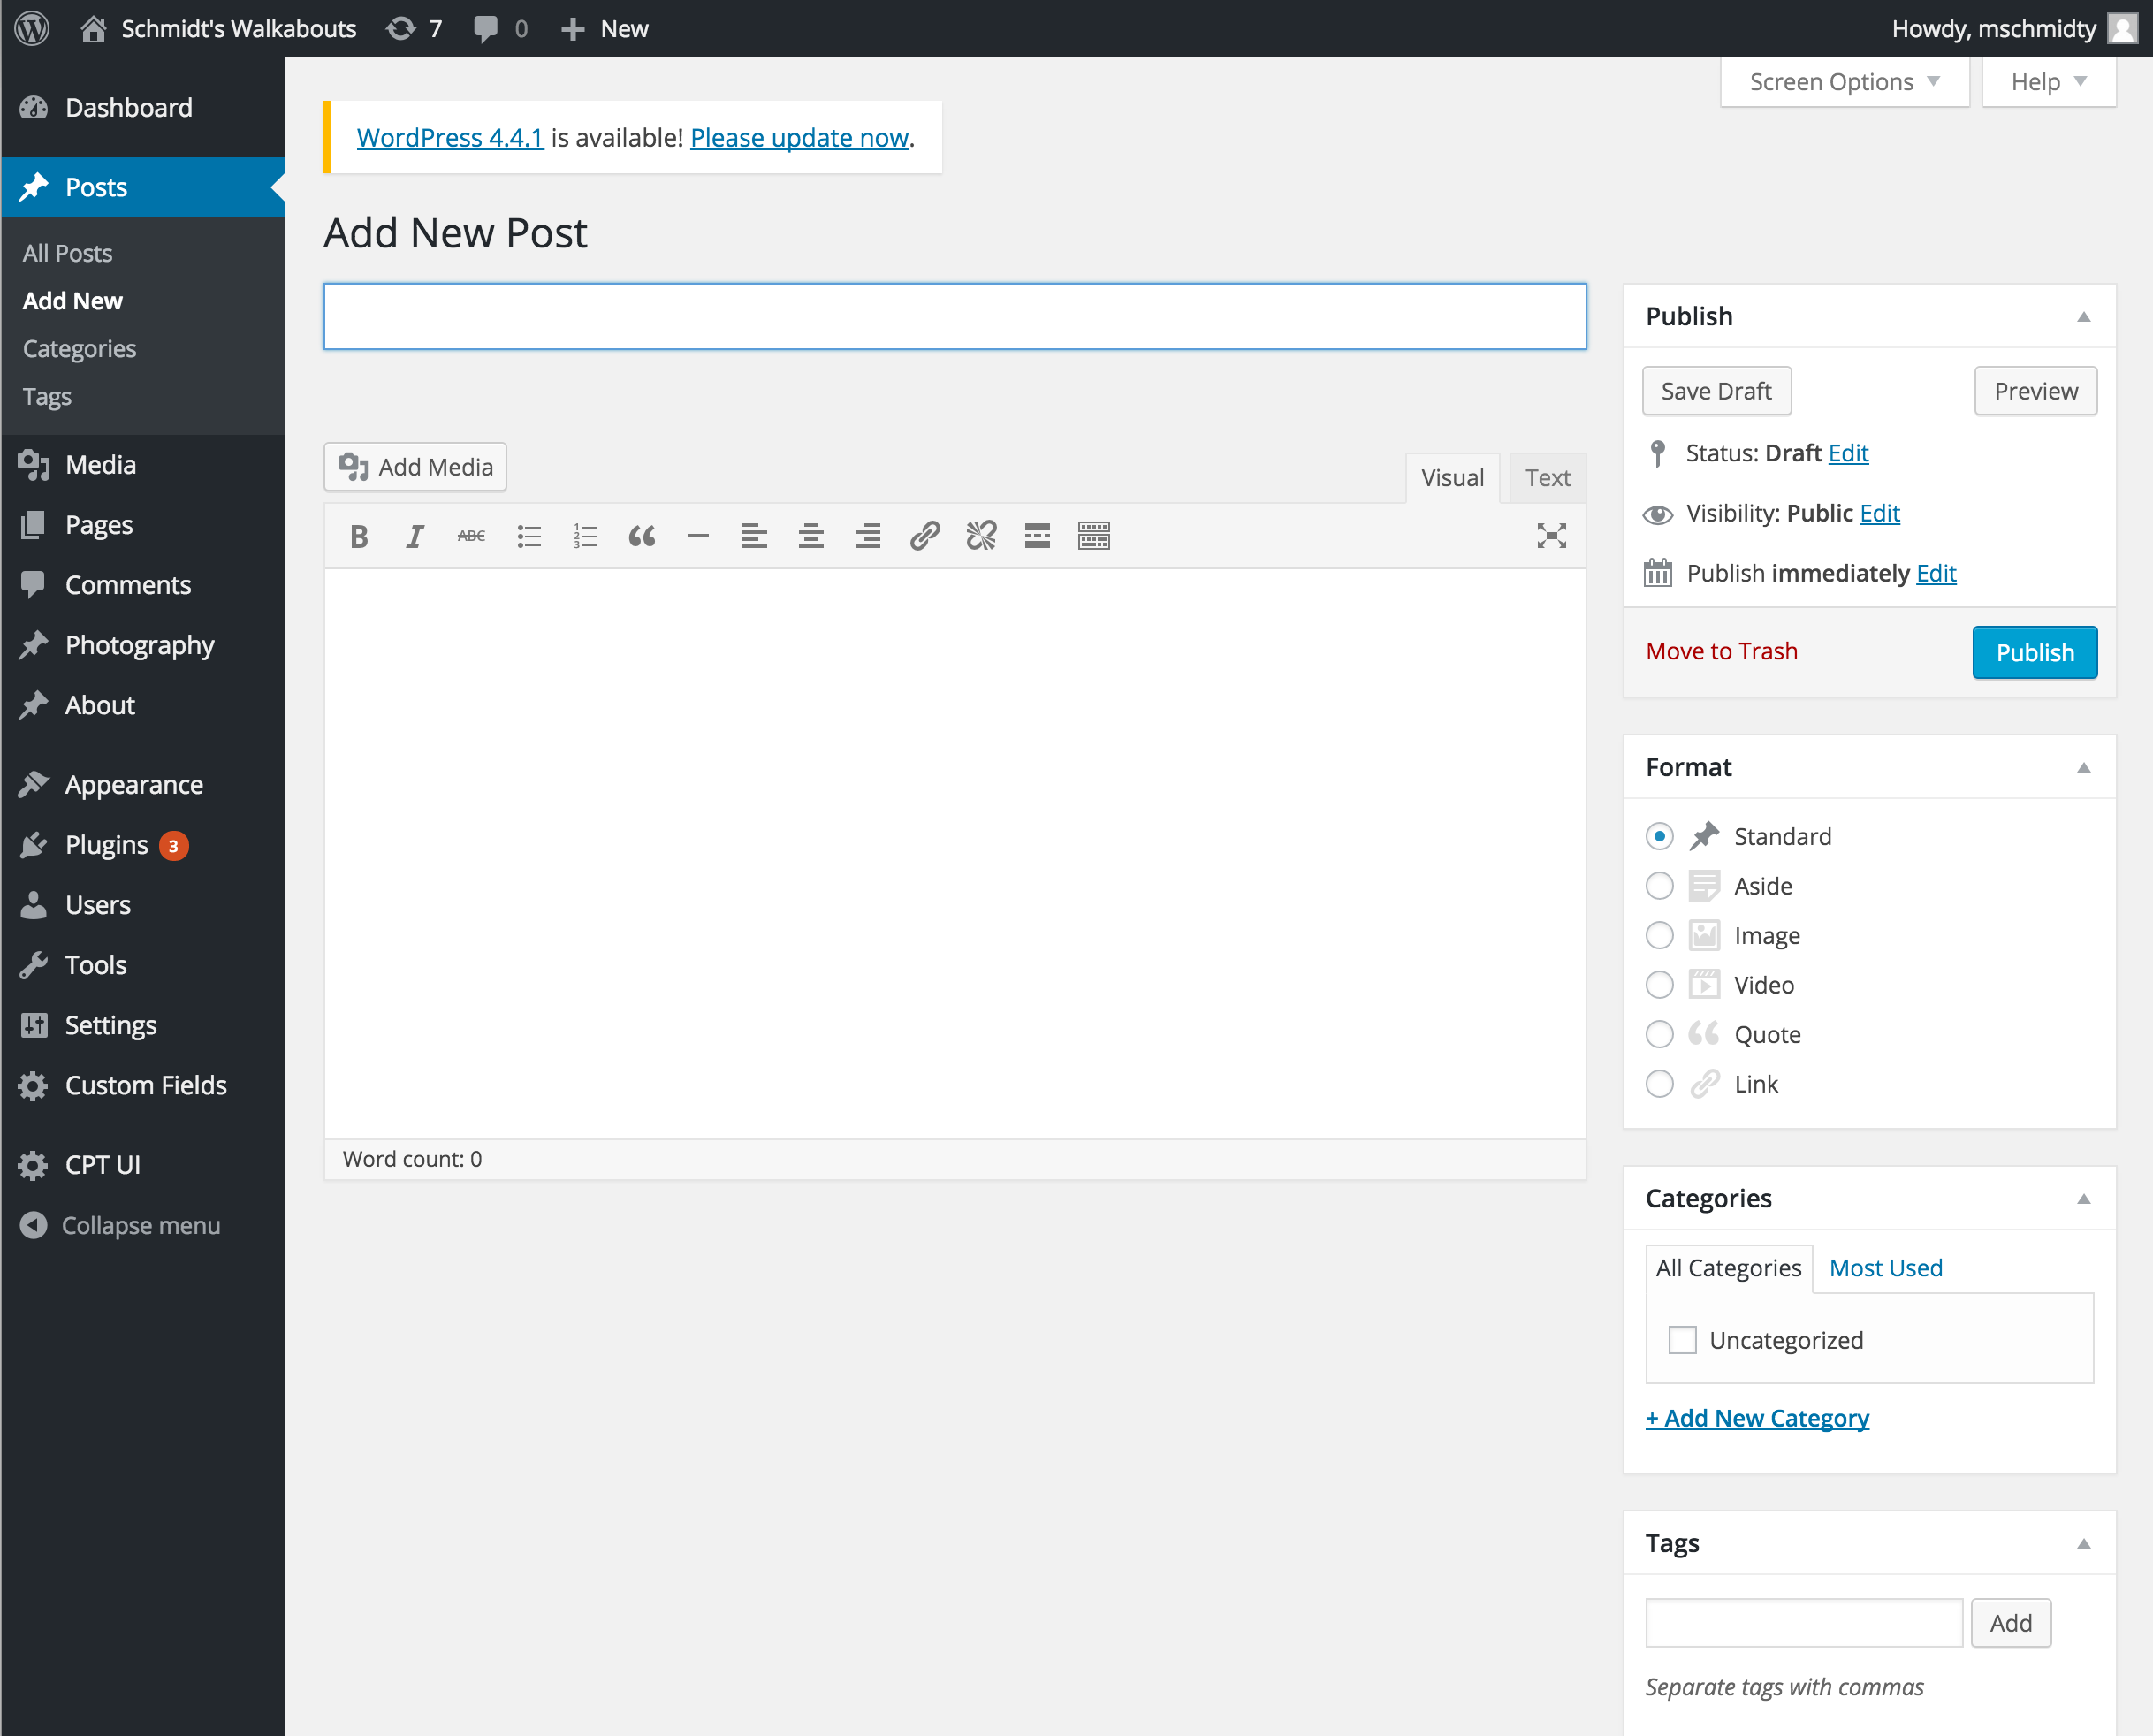 Schmidt's Walkabouts 7 0 New Howdy, mschmidty
Screen Options Help
Dashboard
Posts
All Posts
Add New
Categories
Tags
Media
Pages
Comments
Photography
About
Appearance
Plugins 3
Users
Tools
Settings
Custom Fields
CPT UI
Collapse menu
WordPress 4.4.1 is available! Please update now.
Add New Post
Add Media
Visual Text
B I ABC
1
2
3
Word count: 0
Publish
Save Draft Preview
Status: Draft Edit
Visibility: Public Edit
Publish immediately Edit
Move to Trash Publish
Format
Standard
Aside
Image
Video
Quote
Link
Categories
All Categories Most Used
Uncategorized
+ Add New Category
Tags
Add
Separate tags with commas